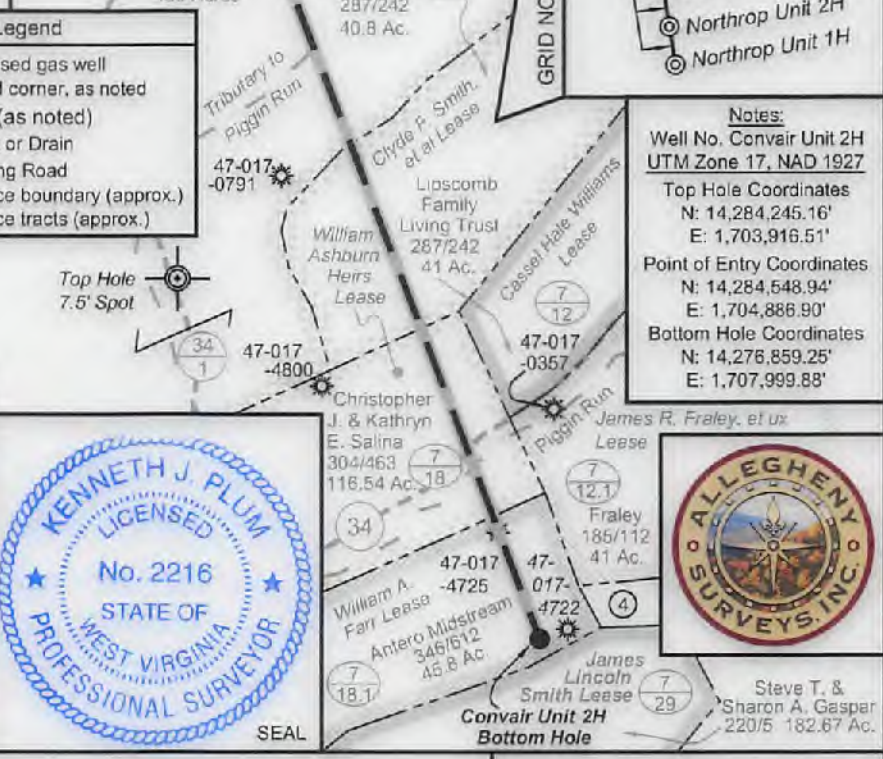 287/242
40.8 Ac.
GRID NO
Northrop Unit 2H
Northrop Unit 1H
egend
sed gas well
corner, as noted
(as noted)
or Drain
ng Road
ce boundary (approx.)
ce tracts (approx.)
Tributary to
Piggin Run
Clyde F. Smith,
et al Lease
47-017
-0791
Lipscomb
Family
Living Trust
287/242
41 Ac.
Cassel Hale Williams
Lease
William
Ashburn
Heirs
Lease
Notes:
Well No. Convair Unit 2H
UTM Zone 17, NAD 1927
Top Hole Coordinates
N: 14,284,245.16'
E: 1,703,916.51'
Point of Entry Coordinates
N: 14,284,548.94'
E: 1,704,886.90'
Bottom Hole Coordinates
N: 14,276,859.25'
E: 1,707,999.88'
Top Hole
7.5' Spot
7
12
34
1
47-017
-4800
47-017
-0357
Piggin Run
James R. Fraley, et ux
Lease
Christopher
J. & Kathryn
E. Salina
304/463
116.54 Ac.
7
18
7
12.1
Fraley
185/112
41 Ac.
34
KENNETH J. PLUM
LICENSED
No. 2216
STATE OF
WEST VIRGINIA
PROFESSIONAL SURVEYOR
SEAL
ALLEGHENY
SURVEYS, INC.
47-017
-4725
47-
017-
4722
4
William A.
Farr Lease
Antero Midstream
346/612
45.8 Ac
7
18.1
James
Lincoln
Smith Lease
7
29
Convair Unit 2H
Bottom Hole
Steve T. &
Sharon A. Gaspar
220/5 182.67 Ac.